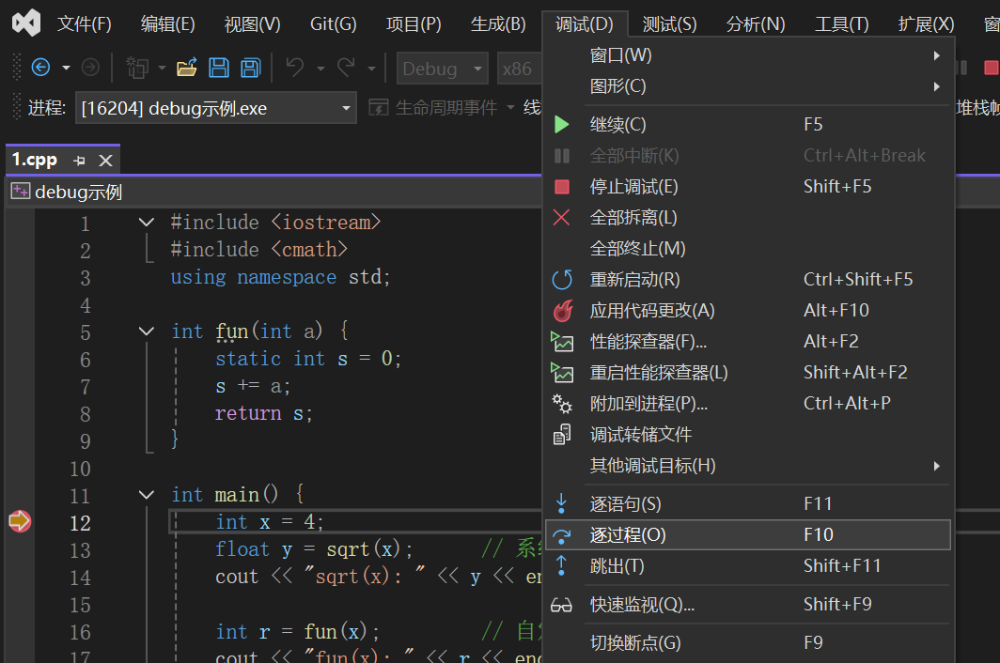 文件(F) 编辑(E) 视图(V) Git(G) 项目(P) 生成(B) 调试(D) 测试(S) 分析(N) 工具(T) 扩展(X)
Debug x86
进程: [16204] debug示例.exe 生命周期事件
1.cpp
debug示例
1 #include <iostream>
2 #include <cmath>
3 using namespace std;
4
5 int fun(int a) {
6 static int s = 0;
7 s += a;
8 return s;
9 }
10
11 int main() {
12 int x = 4;
13 float y = sqrt(x); //
14 cout << "sqrt(x): " << y <<
15
16 int r = fun(x); // 自
17 cout << "fun(x): " << r <<
窗口(W)
图形(C)
继续(C) F5
全部中断(K) Ctrl+Alt+Break
停止调试(E) Shift+F5
全部拆离(L)
全部终止(M)
重新启动(R) Ctrl+Shift+F5
应用代码更改(A) Alt+F10
性能探查器(F)... Alt+F2
重启性能探查器(L) Shift+Alt+F2
附加到进程(P)... Ctrl+Alt+P
调试转储文件
其他调试目标(H)
逐语句(S) F11
逐过程(O) F10
跳出(T) Shift+F11
快速监视(Q)... Shift+F9
切换断点(G) F9